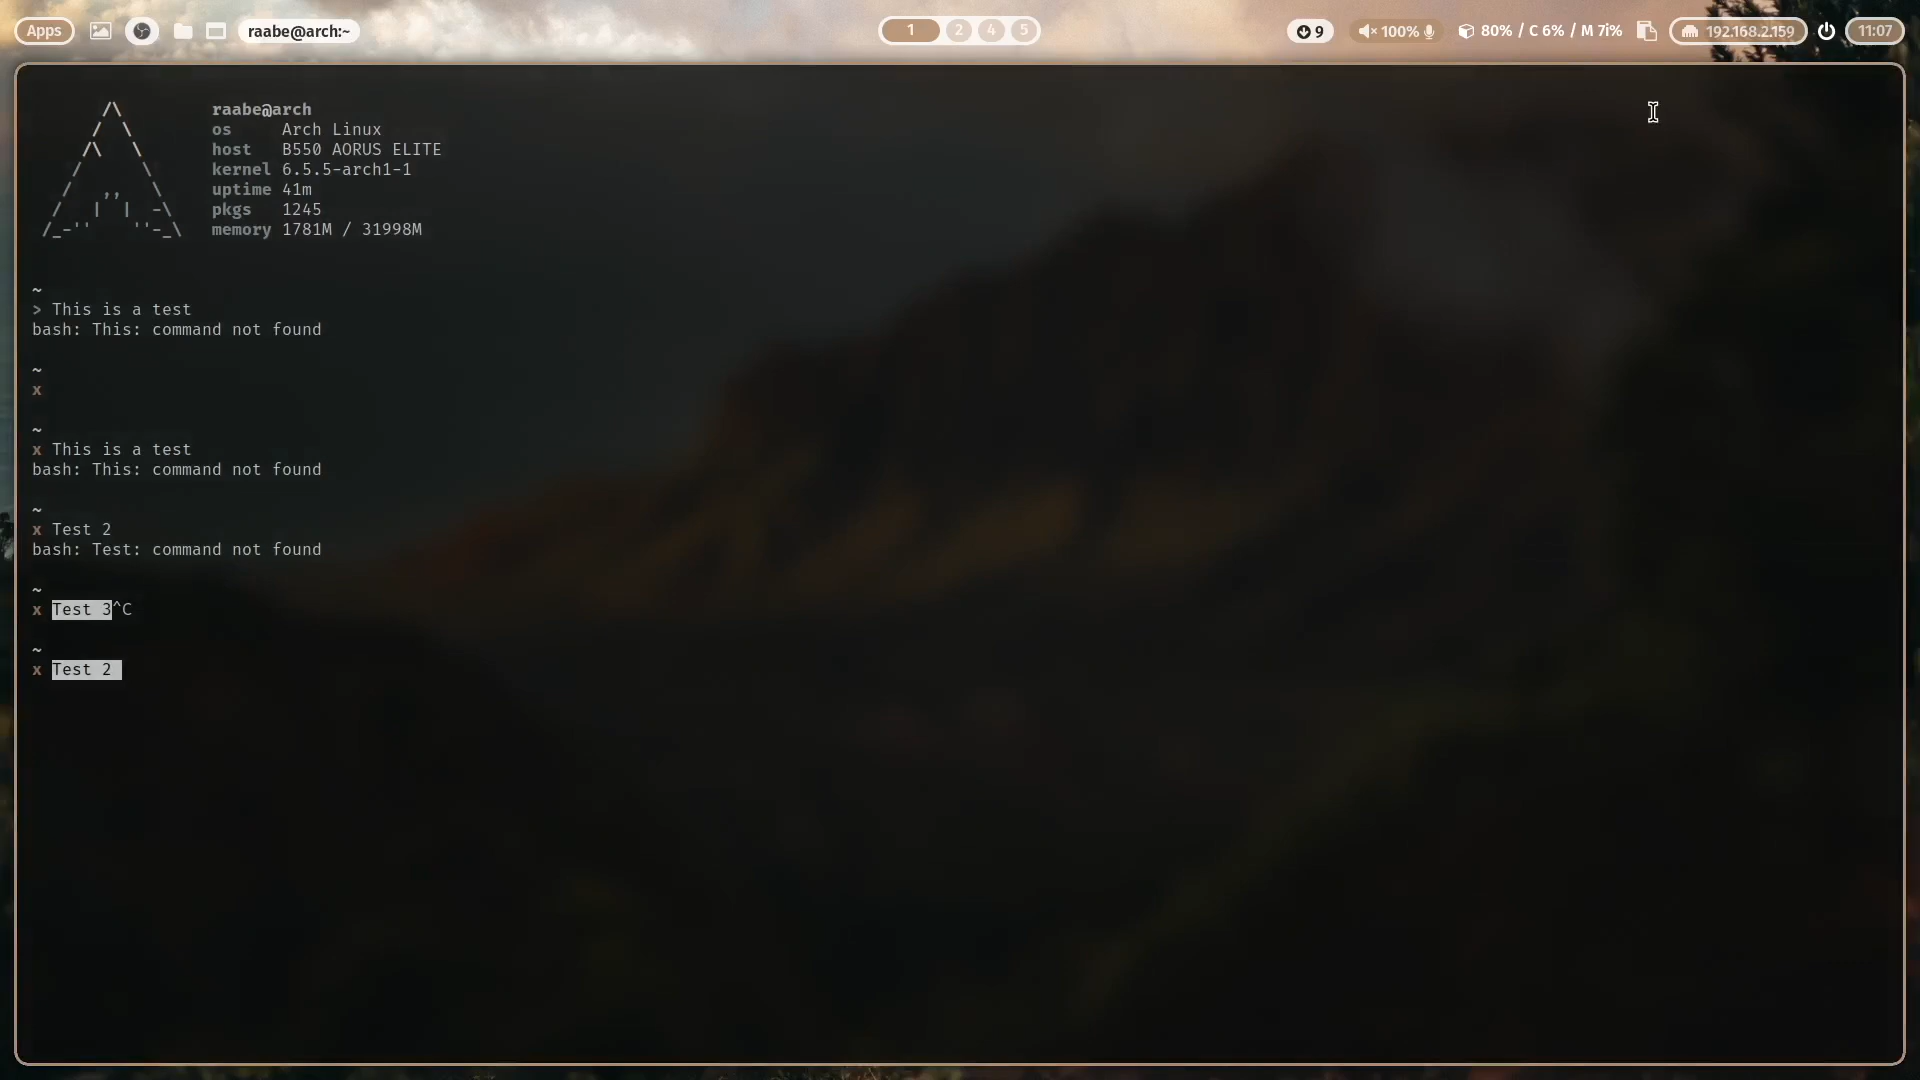 Apps raabe@arch:~ 1 2 4 5 9 100% 80% / C 6% / M 7i% 192.168.2.159 11:07
raabe@arch
os Arch Linux
host B550 AORUS ELITE
kernel 6.5.5-arch1-1
uptime 41m
pkgs 1245
memory 1781M / 31998M
~
> This is a test
bash: This: command not found
~
x
~
x This is a test
bash: This: command not found
~
x Test 2
bash: Test: command not found
~
x Test 3^C
~
x Test 2